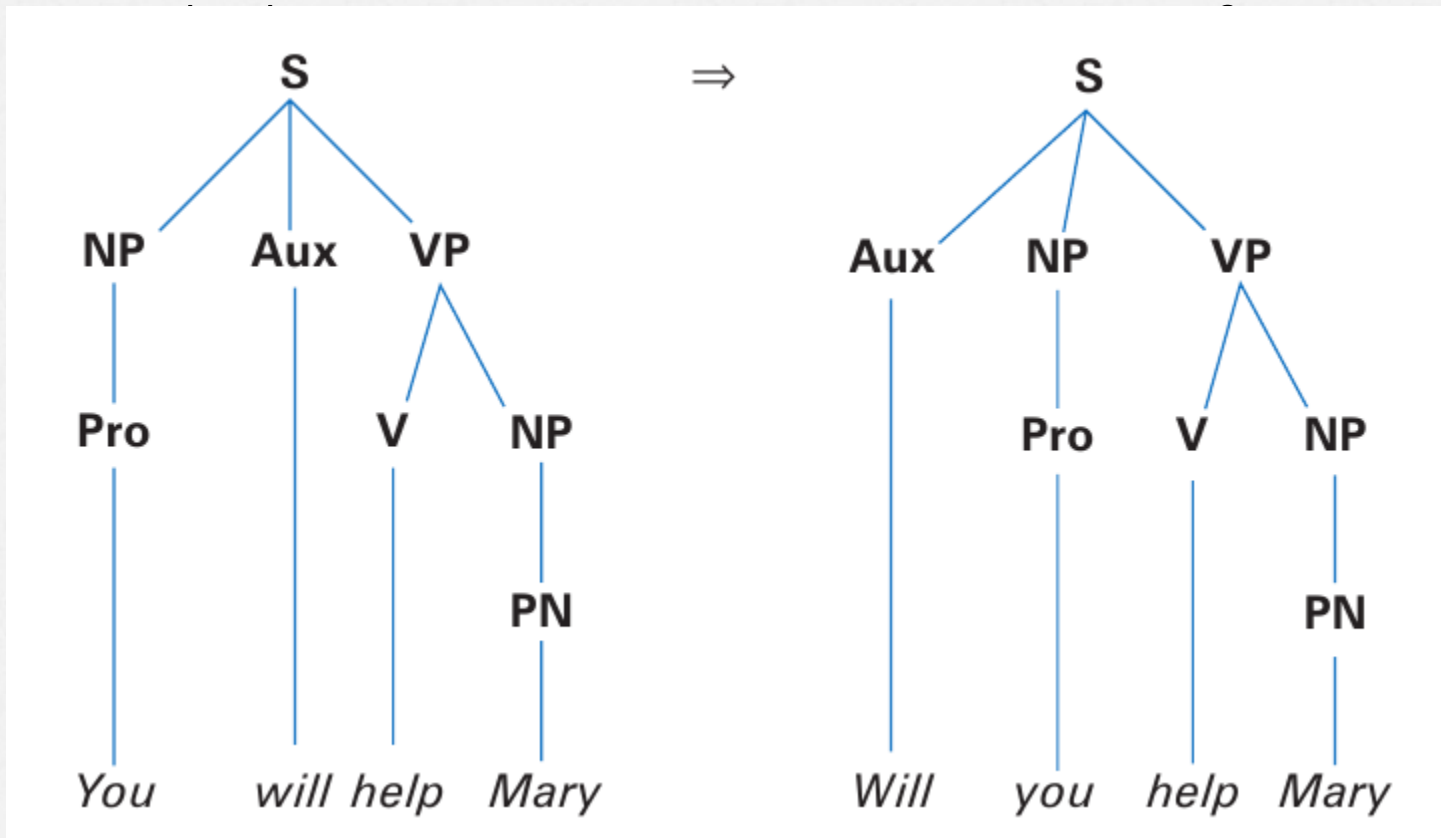 S ⇒ S
NP Aux VP Aux NP VP
Pro V NP Pro V NP
PN PN
You will help Mary Will you help Mary